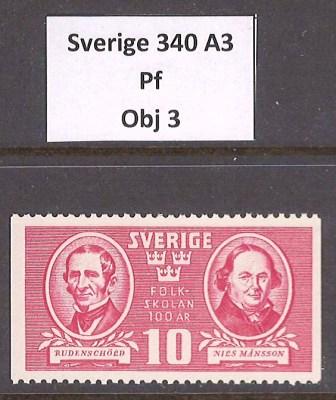 Sverige 340 A3
Pf
Obj 3
SVERIGE
FOLK-
SKOLAN
100 ÅR
RUDENSCHÖLD
10
NILS MÅNSSON